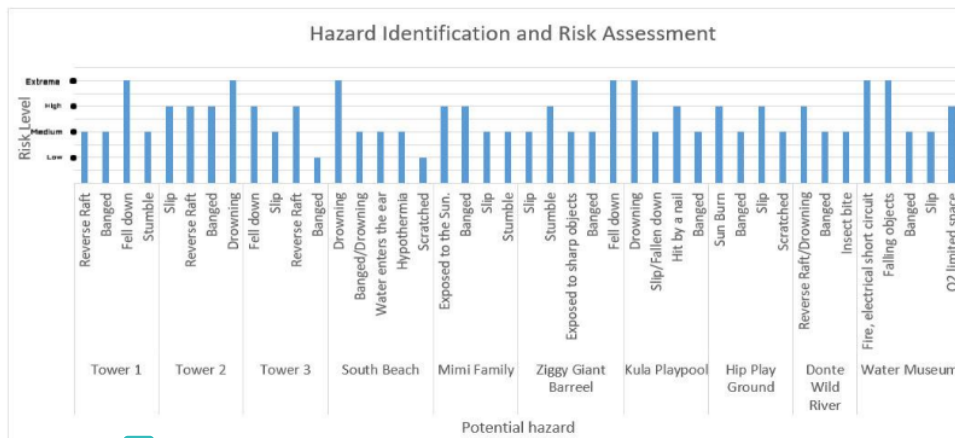 Hazard Identification and Risk Assessment
Risk Level
Extreme
High
Medium
Low
Reverse Raft
Banged
Fell down
Stumble
Slip
Reverse Raft
Banged
Drowning
Fell down
Slip
Reverse Raft
Banged
Drowning
Banged/Drowning
Water enters the ear
Hypothermia
Scratched
Exposed to the Sun.
Banged
Slip
Stumble
Slip
Stumble
Exposed to sharp objects
Banged
Fell down
Drowning
Slip/Fallen down
Hit by a nail
Banged
Sun Burn
Banged
Slip
Scratched
Reverse Raft/Drowning
Banged
Insect bite
Fire, electrical short circuit
Falling objects
Banged
Slip
O2 limited space
Tower 1
Tower 2
Tower 3
South Beach
Mimi Family
Ziggy Giant
Barreel
Kula Playpool
Hip Play
Ground
Donte
Wild
River
Water Museum
Potential hazard